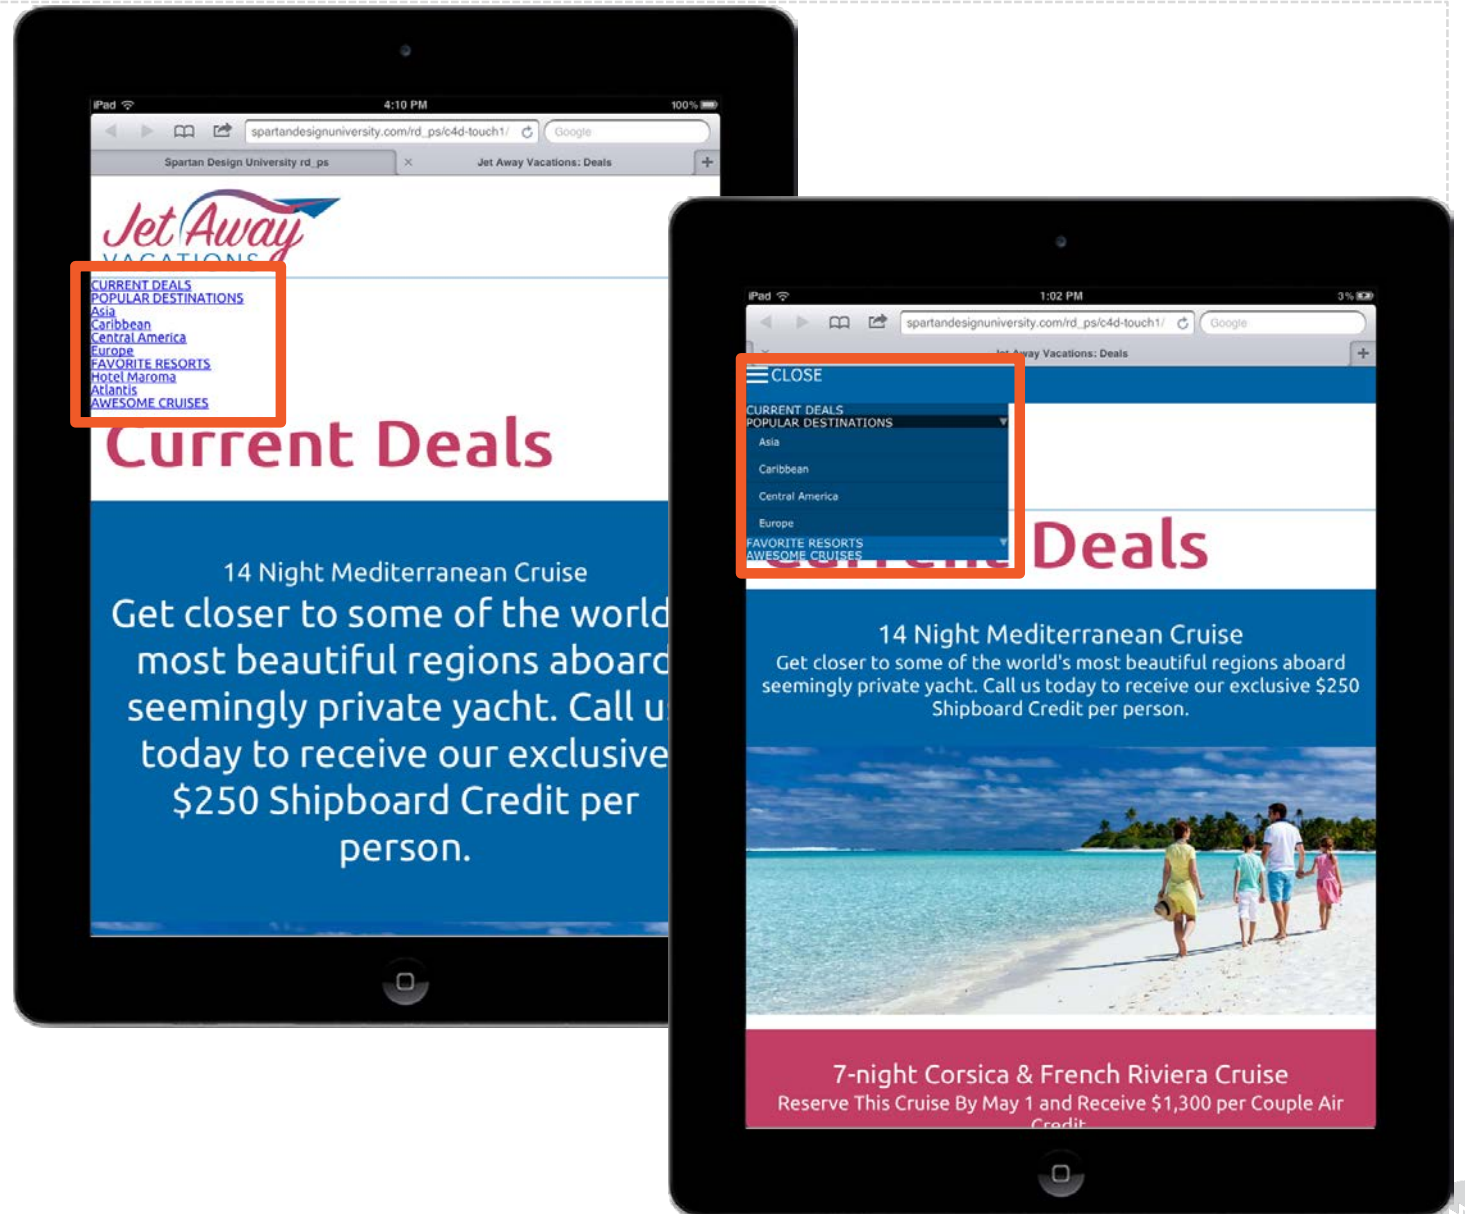 iPad 4:10 PM 100%
spartandesignuniversity.com/rd_ps/c4d-touch1/ Google
Spartan Design University rd_ps × Jet Away Vacations: Deals +
Jet Away
VACATIONS
CURRENT DEALS
POPULAR DESTINATIONS
Asia
Caribbean
Central America
Europe
FAVORITE RESORTS
Hotel Maroma
Atlantis
AWESOME CRUISES
Current Deals
14 Night Mediterranean Cruise
Get closer to some of the world
most beautiful regions aboard
seemingly private yacht. Call us
today to receive our exclusive
$250 Shipboard Credit per
person.
iPad 1:02 PM 3%
spartandesignuniversity.com/rd_ps/c4d-touch1/ Google
× Jet Away Vacations: Deals +
CLOSE
CURRENT DEALS
POPULAR DESTINATIONS ▼
Asia
Caribbean
Central America
Europe
FAVORITE RESORTS ▼
AWESOME CRUISES
Current Deals
14 Night Mediterranean Cruise
Get closer to some of the world's most beautiful regions aboard
seemingly private yacht. Call us today to receive our exclusive $250
Shipboard Credit per person.
7-night Corsica & French Riviera Cruise
Reserve This Cruise By May 1 and Receive $1,300 per Couple Air
Credit